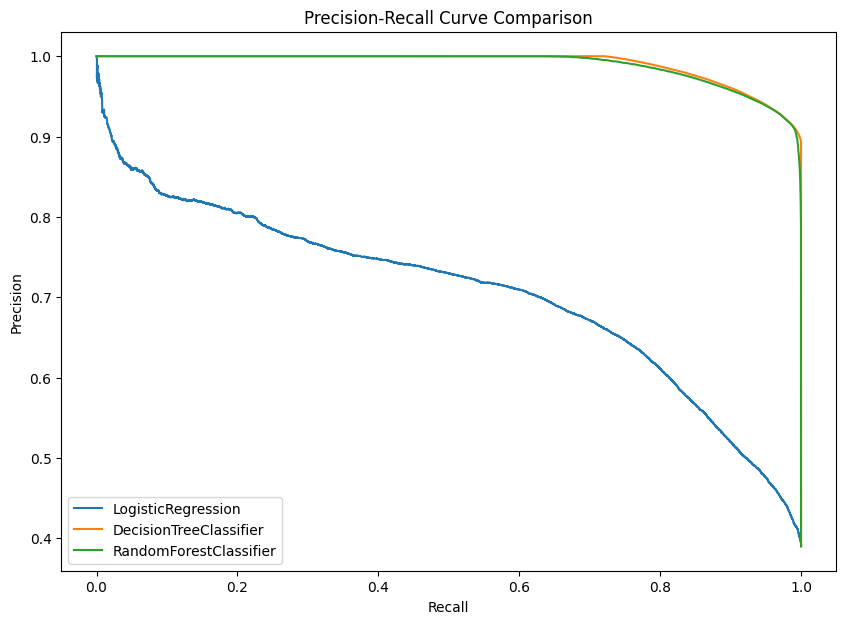 Precision-Recall Curve Comparison
1.0
0.9
0.8
0.7
0.6
0.5
0.4
Precision
LogisticRegression
DecisionTreeClassifier
RandomForestClassifier
0.0 0.2 0.4 0.6 0.8 1.0
Recall